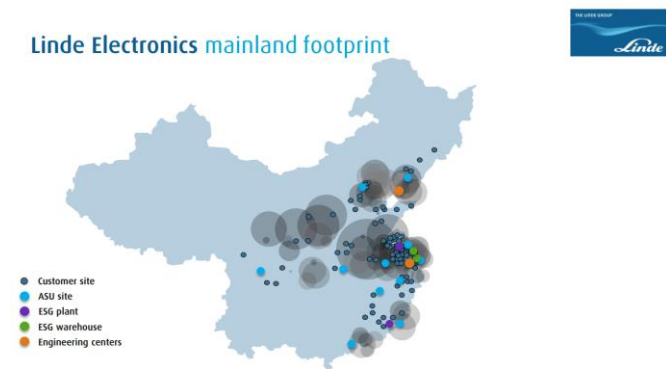 THE LINDE GROUP
Linde
Linde Electronics mainland footprint
Customer site
ASU site
ESG plant
ESG warehouse
Engineering centers